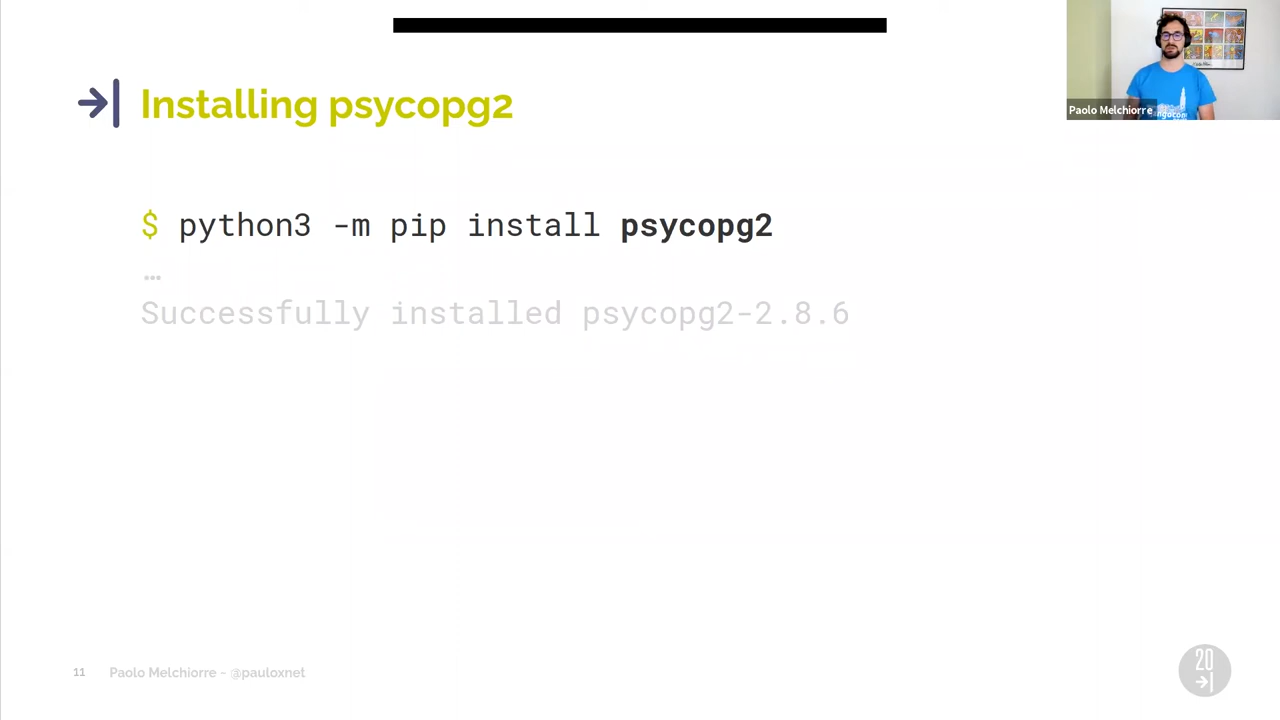 Installing psycopg2
$ python3 -m pip install psycopg2
…
Successfully installed psycopg2-2.8.6
Paolo Melchiorre
11 Paolo Melchiorre - @pauloxnet
20